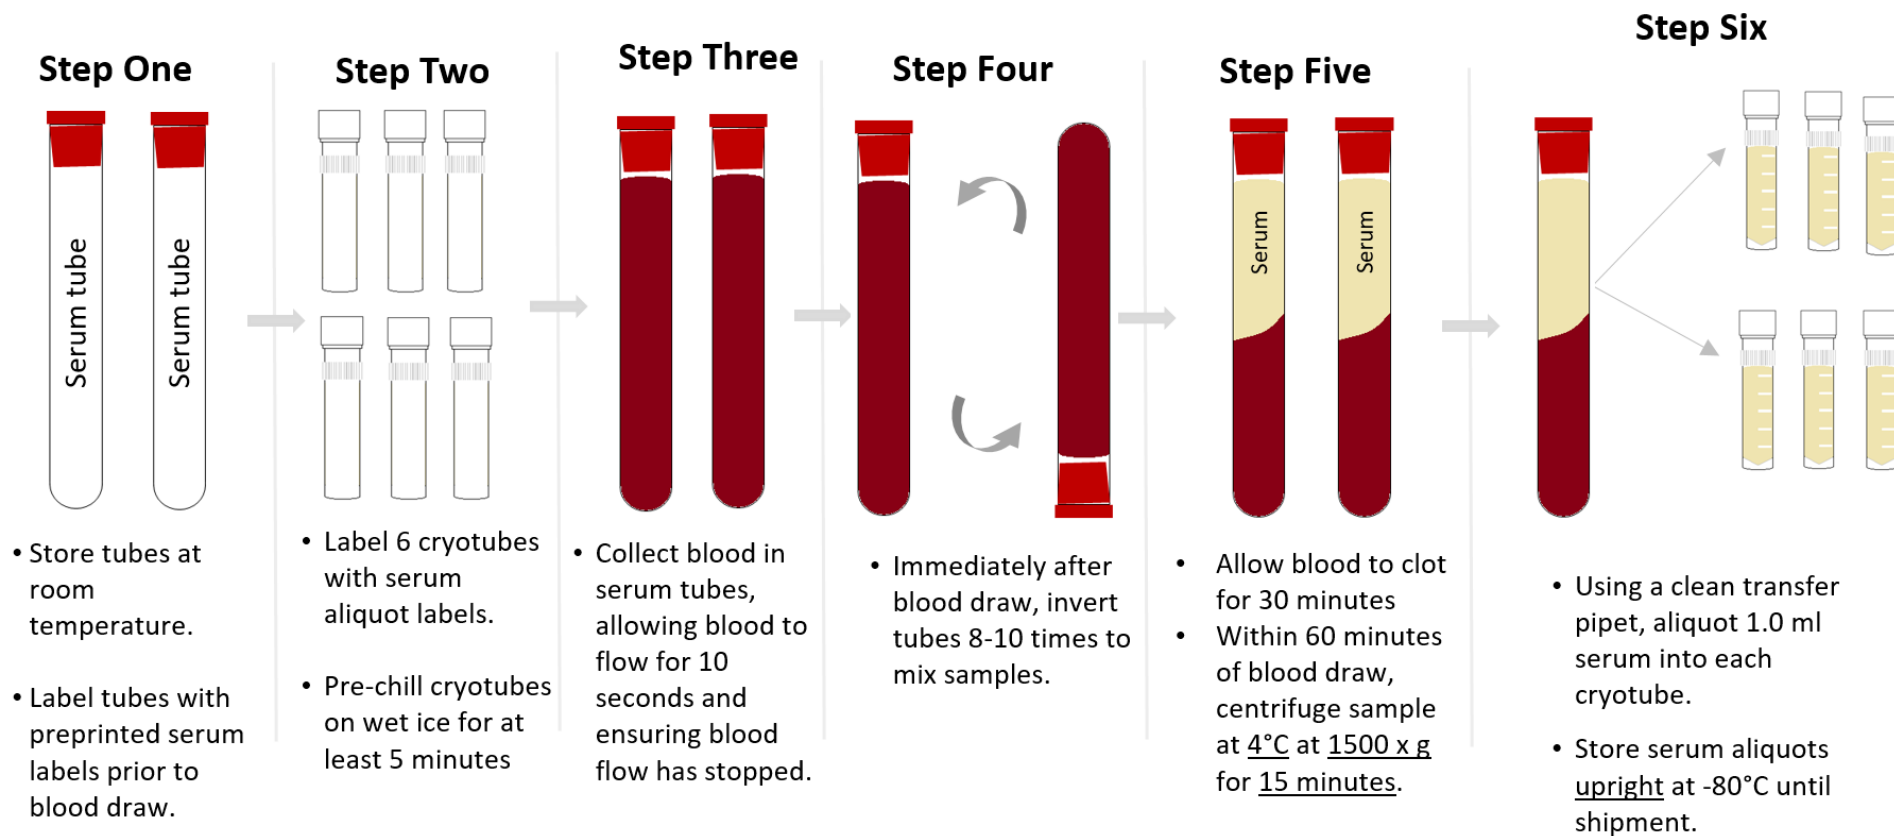 Step One
Serum tube
Serum tube
• Store tubes at
room
temperature.
• Label tubes with
preprinted serum
labels prior to
blood draw.
Step Two
• Label 6 cryotubes
with serum
aliquot labels.
• Pre-chill cryotubes
on wet ice for at
least 5 minutes
Step Three
• Collect blood in
serum tubes,
allowing blood to
flow for 10
seconds and
ensuring blood
flow has stopped.
Step Four
• Immediately after
blood draw, invert
tubes 8-10 times to
mix samples.
Step Five
Serum
Serum
• Allow blood to clot
for 30 minutes
• Within 60 minutes
of blood draw,
centrifuge sample
at 4°C at 1500 x g
for 15 minutes.
Step Six
• Using a clean transfer
pipet, aliquot 1.0 ml
serum into each
cryotube.
• Store serum aliquots
upright at -80°C until
shipment.